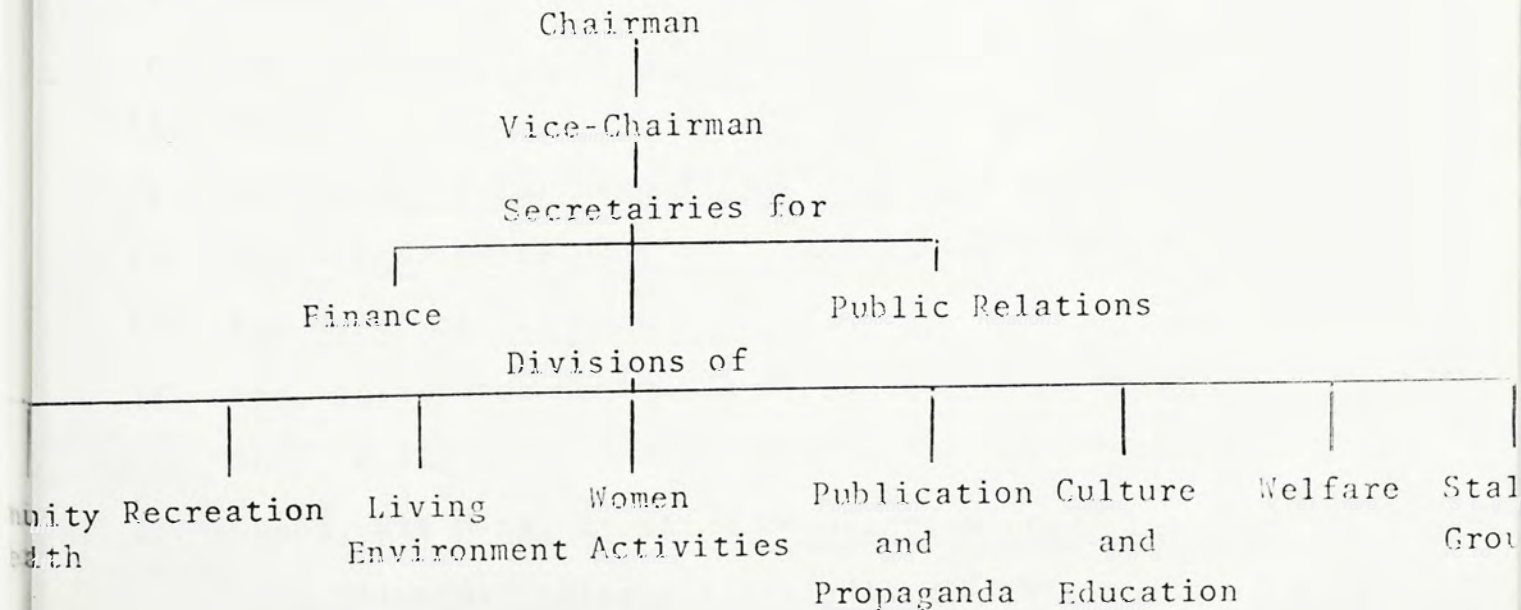 Chairman
Vice-Chairman
Secretairies for
Finance Public Relations
Divisions of
Recreation Living Women Publication Culture Welfare
Environment Activities and and
Propaganda Education